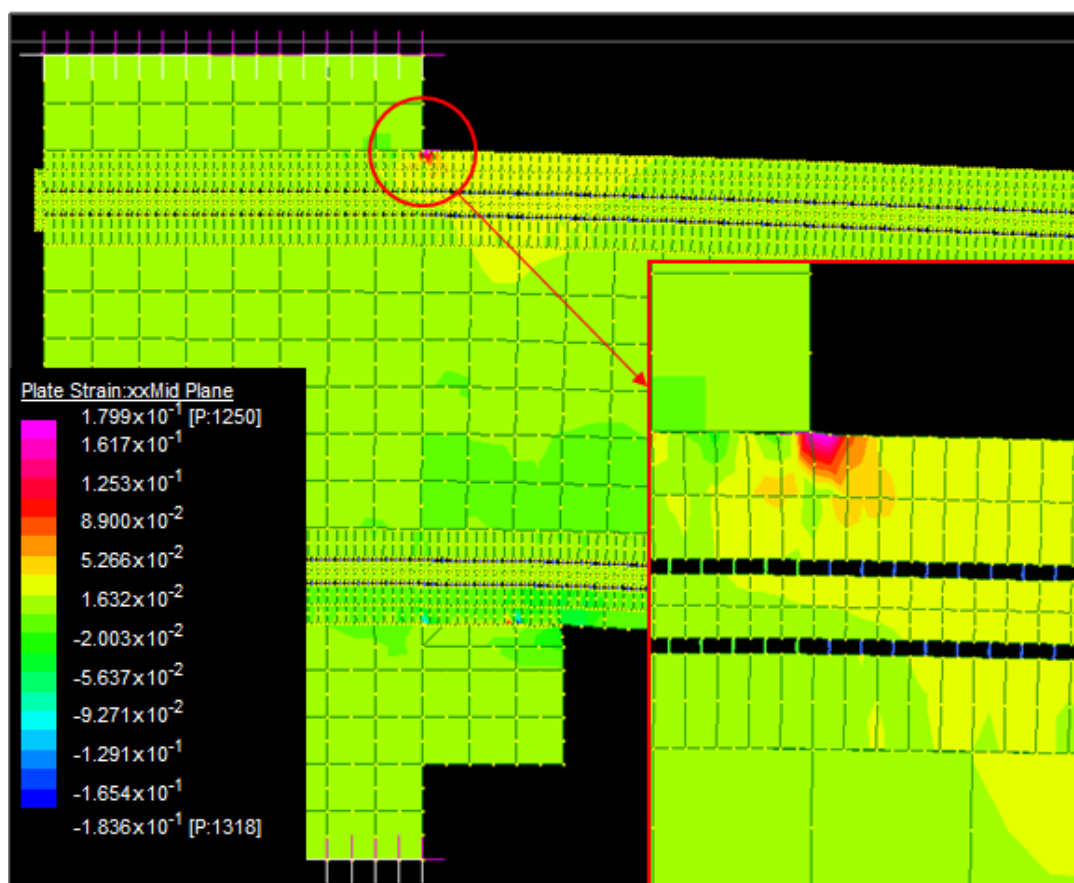 Plate Strain:xxMid Plane
1.799x10⁻¹ [P:1250]
1.617x10⁻¹
1.253x10⁻¹
8.900x10⁻²
5.266x10⁻²
1.632x10⁻²
-2.003x10⁻²
-5.637x10⁻²
-9.271x10⁻²
-1.291x10⁻¹
-1.654x10⁻¹
-1.836x10⁻¹ [P:1318]